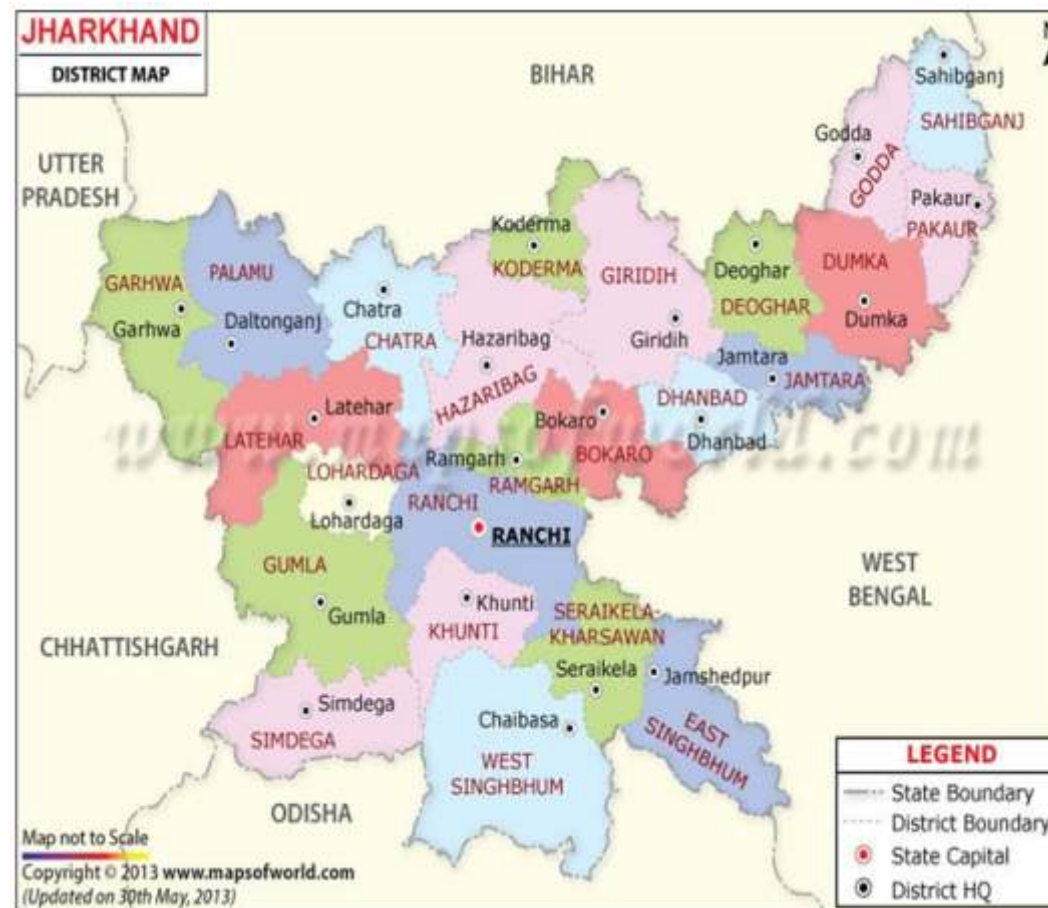 JHARKHAND
DISTRICT MAP
BIHAR
UTTER
PRADESH
Sahibganj
SAHIBGANJ
Godda
GODDA
Pakaur
PAKAUR
Koderma
KODERMA
GIRIDIH
Giridih
Deoghar
DEOGHAR
DUMKA
Dumka
GARHWA
Garhwa
PALAMU
Daltonganj
Chatra
CHATRA
Hazaribag
HAZARIBAG
Jamtara
JAMTARA
DHANBAD
Dhanbad
Latehar
LATEHAR
Bokaro
BOKARO
www.mapsofworld.com
LOHARDAGA
Lohardaga
Ramgarh
RAMGARH
RANCHI
RANCHI
GUMLA
Gumla
Khunti
KHUNTI
SERAIKELA-
KHARSAWAN
Seraikela
WEST
BENGAL
CHHATTISHGARH
Jamshedpur
EAST
SINGHBHUM
Simdega
SIMDEGA
Chaibasa
WEST
SINGHBHUM
ODISHA
LEGEND
State Boundary
District Boundary
State Capital
District HQ
Map not to Scale
Copyright © 2013 www.mapsofworld.com
(Updated on 30th May, 2013)